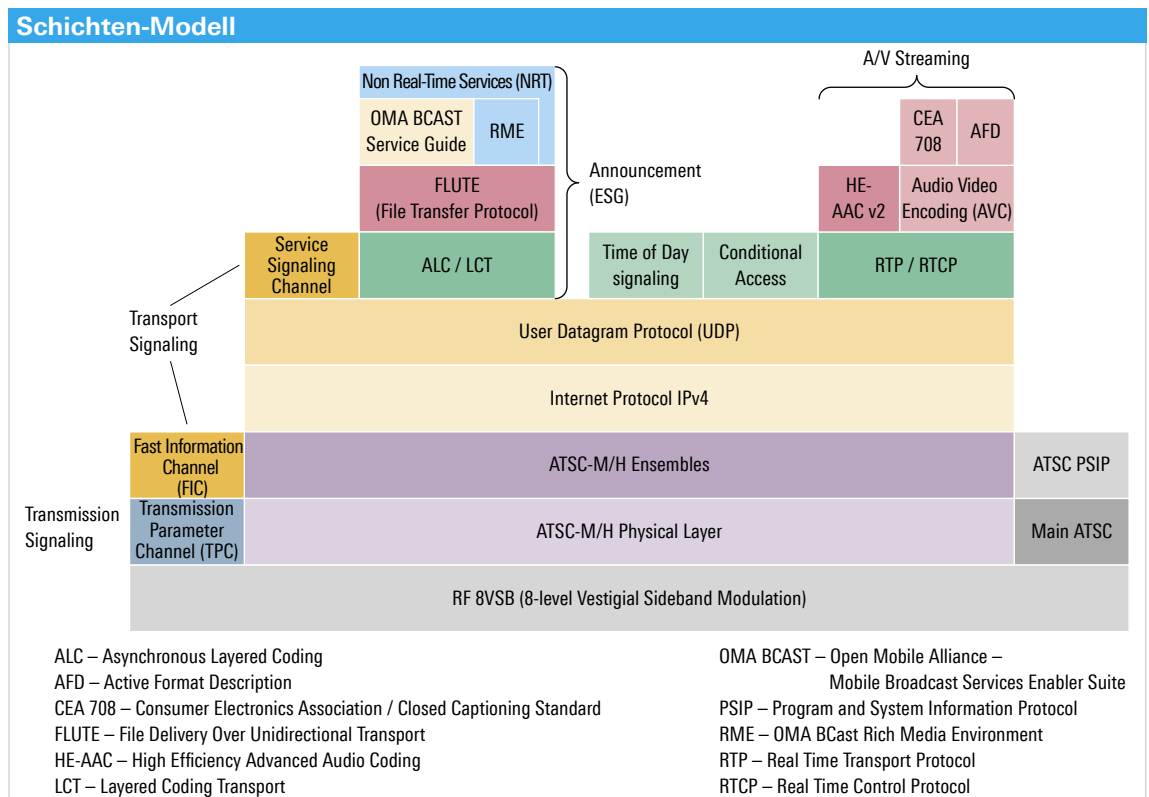 Schichten-Modell
A/V Streaming
Non Real-Time Services (NRT)
OMA BCAST
Service Guide
RME
CEA
708
AFD
Announcement
(ESG)
FLUTE
(File Transfer Protocol)
HE-
AAC v2
Audio Video
Encoding (AVC)
Service
Signaling
Channel
ALC / LCT
Time of Day
signaling
Conditional
Access
RTP / RTCP
Transport
Signaling
User Datagram Protocol (UDP)
Internet Protocol IPv4
Fast Information
Channel
(FIC)
ATSC-M/H Ensembles
ATSC PSIP
Transmission
Signaling
Transmission
Parameter
Channel (TPC)
ATSC-M/H Physical Layer
Main ATSC
RF 8VSB (8-level Vestigial Sideband Modulation)
ALC – Asynchronous Layered Coding
AFD – Active Format Description
CEA 708 – Consumer Electronics Association / Closed Captioning Standard
FLUTE – File Delivery Over Unidirectional Transport
HE-AAC – High Efficiency Advanced Audio Coding
LCT – Layered Coding Transport
OMA BCAST – Open Mobile Alliance –
Mobile Broadcast Services Enabler Suite
PSIP – Program and System Information Protocol
RME – OMA BCast Rich Media Environment
RTP – Real Time Transport Protocol
RTCP – Real Time Control Protocol